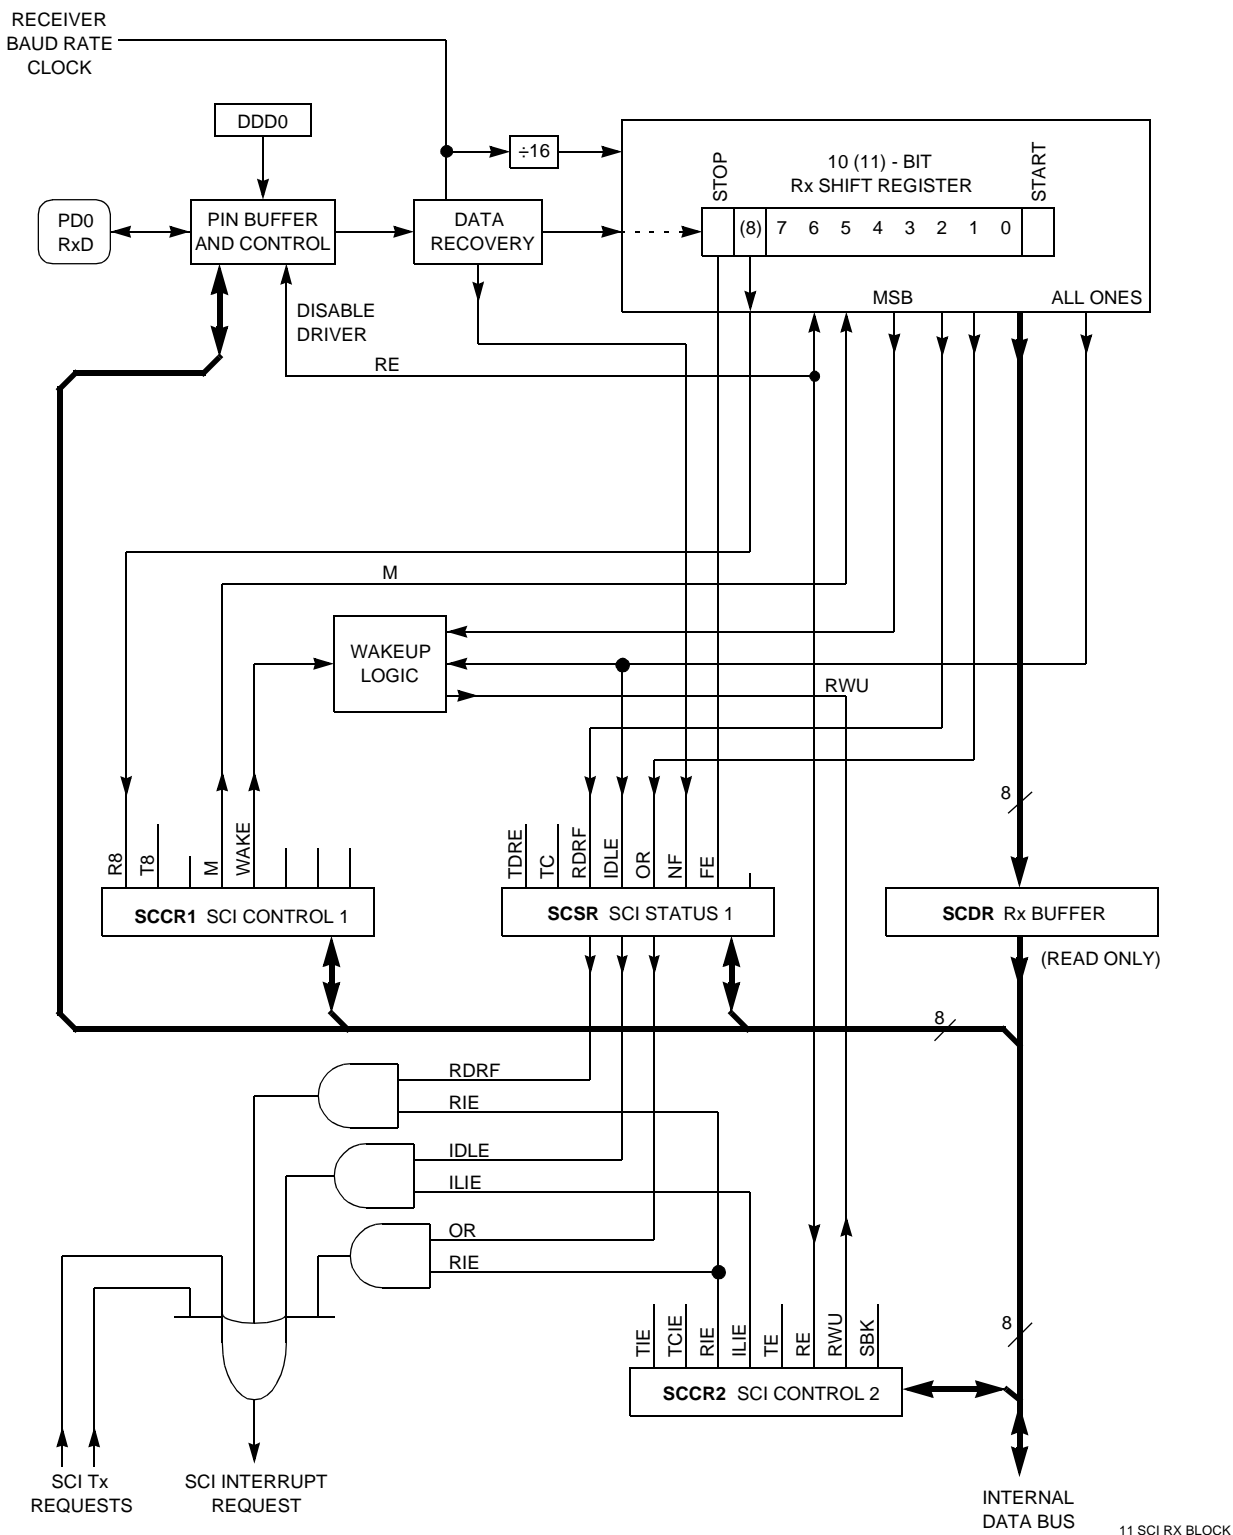 RECEIVER
BAUD RATE
CLOCK
DDD0
÷16
10 (11) - BIT
Rx SHIFT REGISTER
STOP
START
(8) 7 6 5 4 3 2 1 0
PD0
RxD
PIN BUFFER
AND CONTROL
DATA
RECOVERY
MSB
ALL ONES
DISABLE
DRIVER
RE
M
WAKEUP
LOGIC
RWU
8
R8
T8
M
WAKE
TDRE
TC
RDRF
IDLE
OR
NF
FE
SCCR1 SCI CONTROL 1
SCSR SCI STATUS 1
SCDR Rx BUFFER
(READ ONLY)
8
RDRF
RIE
IDLE
ILIE
OR
RIE
8
TIE
TCIE
RIE
ILIE
TE
RE
RWU
SBK
SCCR2 SCI CONTROL 2
SCI Tx
REQUESTS
SCI INTERRUPT
REQUEST
INTERNAL
DATA BUS
11 SCI RX BLOCK